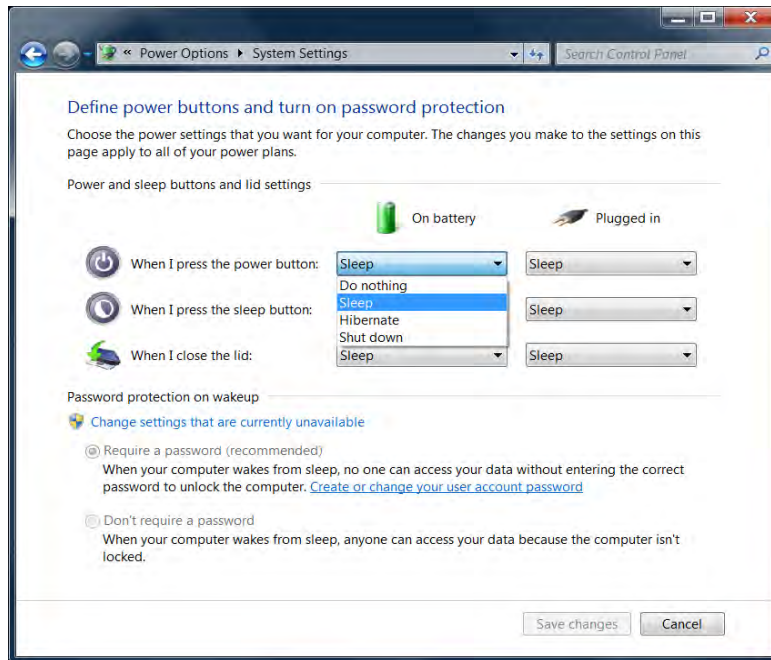 « Power Options ▸ System Settings
Search Control Panel
Define power buttons and turn on password protection
Choose the power settings that you want for your computer. The changes you make to the settings on this
page apply to all of your power plans.
Power and sleep buttons and lid settings
On battery Plugged in
When I press the power button: Sleep Sleep
Do nothing
Sleep
When I press the sleep button: Sleep
Hibernate
Shut down
When I close the lid: Sleep Sleep
Password protection on wakeup
Change settings that are currently unavailable
Require a password (recommended)
When your computer wakes from sleep, no one can access your data without entering the correct
password to unlock the computer. Create or change your user account password
Don't require a password
When your computer wakes from sleep, anyone can access your data because the computer isn't
locked.
Save changes Cancel